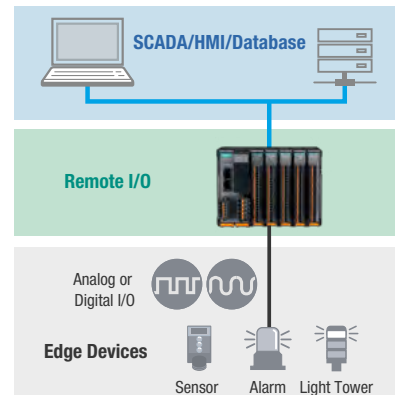 SCADA/HMI/Database
Remote I/O
Analog or
Digital I/O
Edge Devices
Sensor Alarm Light Tower